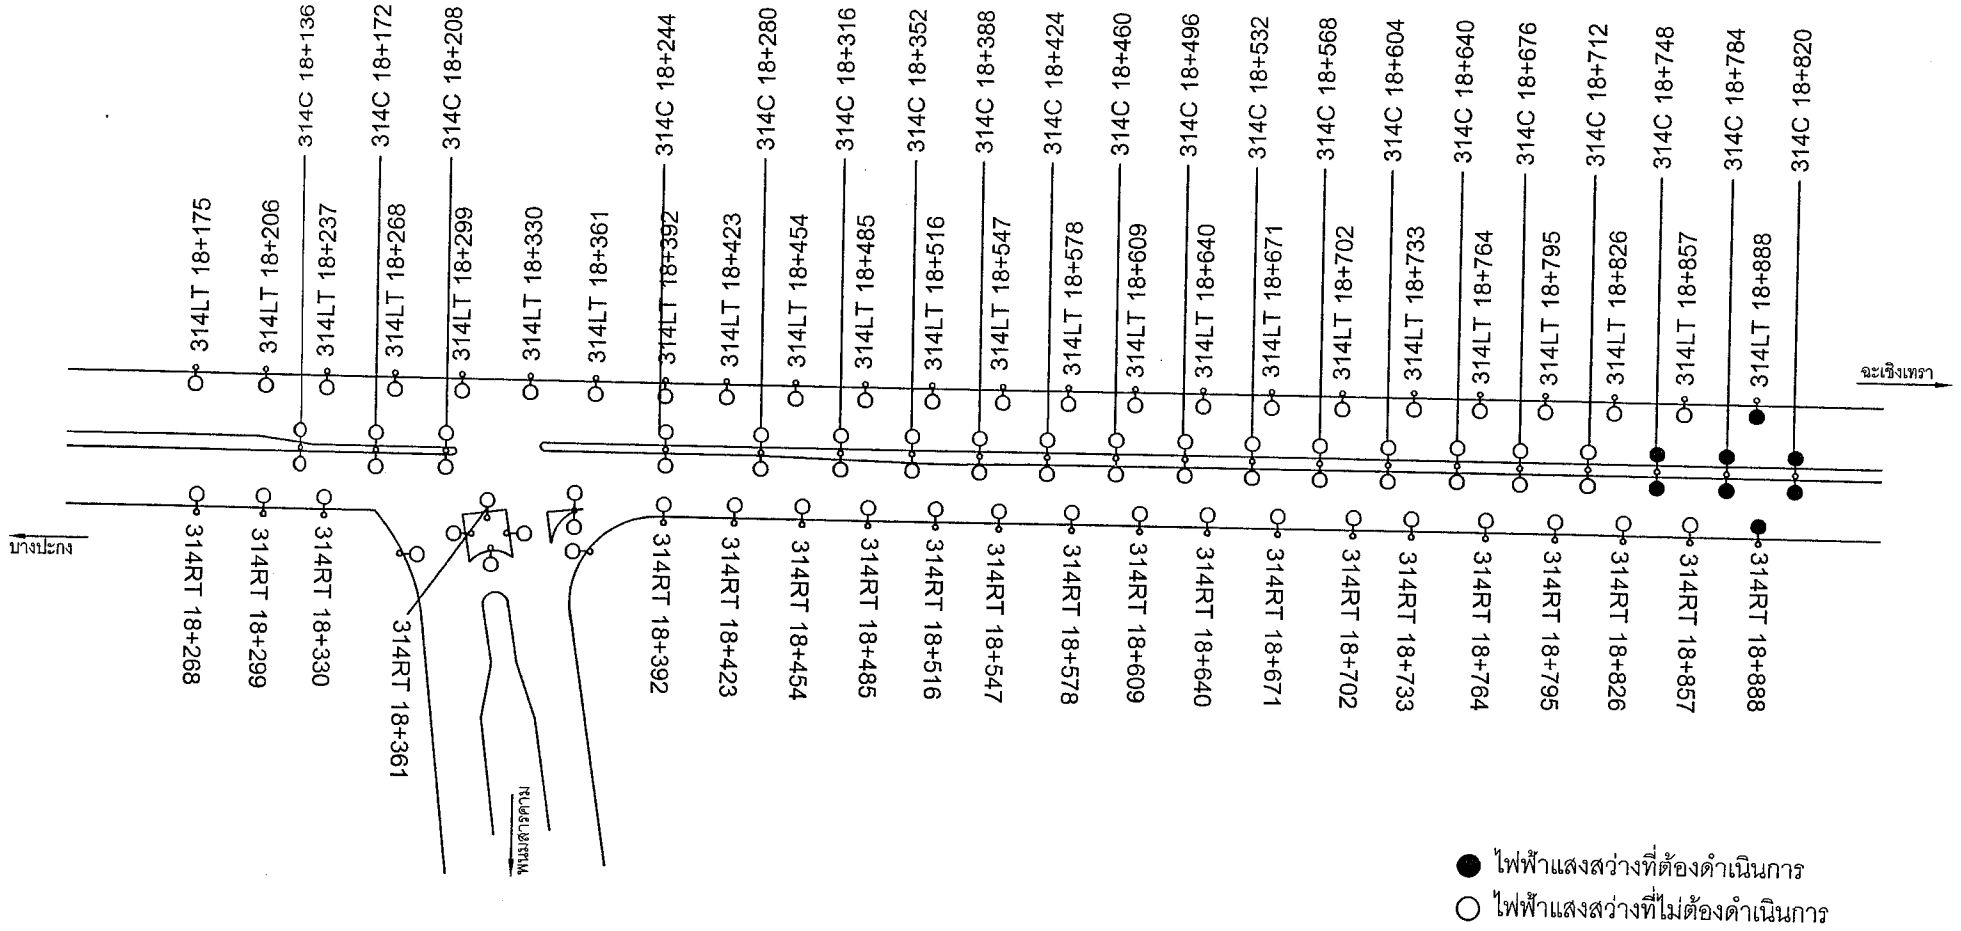 314C 18+136
314C 18+172
314C 18+208
314C 18+244
314C 18+280
314C 18+316
314C 18+352
314C 18+388
314C 18+424
314C 18+460
314C 18+496
314C 18+532
314C 18+568
314C 18+604
314C 18+640
314C 18+676
314C 18+712
314C 18+748
314C 18+784
314C 18+820
314LT 18+175
314LT 18+206
314LT 18+237
314LT 18+268
314LT 18+299
314LT 18+330
314LT 18+361
314LT 18+392
314LT 18+423
314LT 18+454
314LT 18+485
314LT 18+516
314LT 18+547
314LT 18+578
314LT 18+609
314LT 18+640
314LT 18+671
314LT 18+702
314LT 18+733
314LT 18+764
314LT 18+795
314LT 18+826
314LT 18+857
314LT 18+888
ฉะเชิงเทรา
บางปะกง
314RT 18+268
314RT 18+299
314RT 18+330
314RT 18+361
314RT 18+392
314RT 18+423
314RT 18+454
314RT 18+485
314RT 18+516
314RT 18+547
314RT 18+578
314RT 18+609
314RT 18+640
314RT 18+671
314RT 18+702
314RT 18+733
314RT 18+764
314RT 18+795
314RT 18+826
314RT 18+857
314RT 18+888
พนมสารคาม
ไฟฟ้าแสงสว่างที่ต้องดำเนินการ
ไฟฟ้าแสงสว่างที่ไม่ต้องดำเนินการ